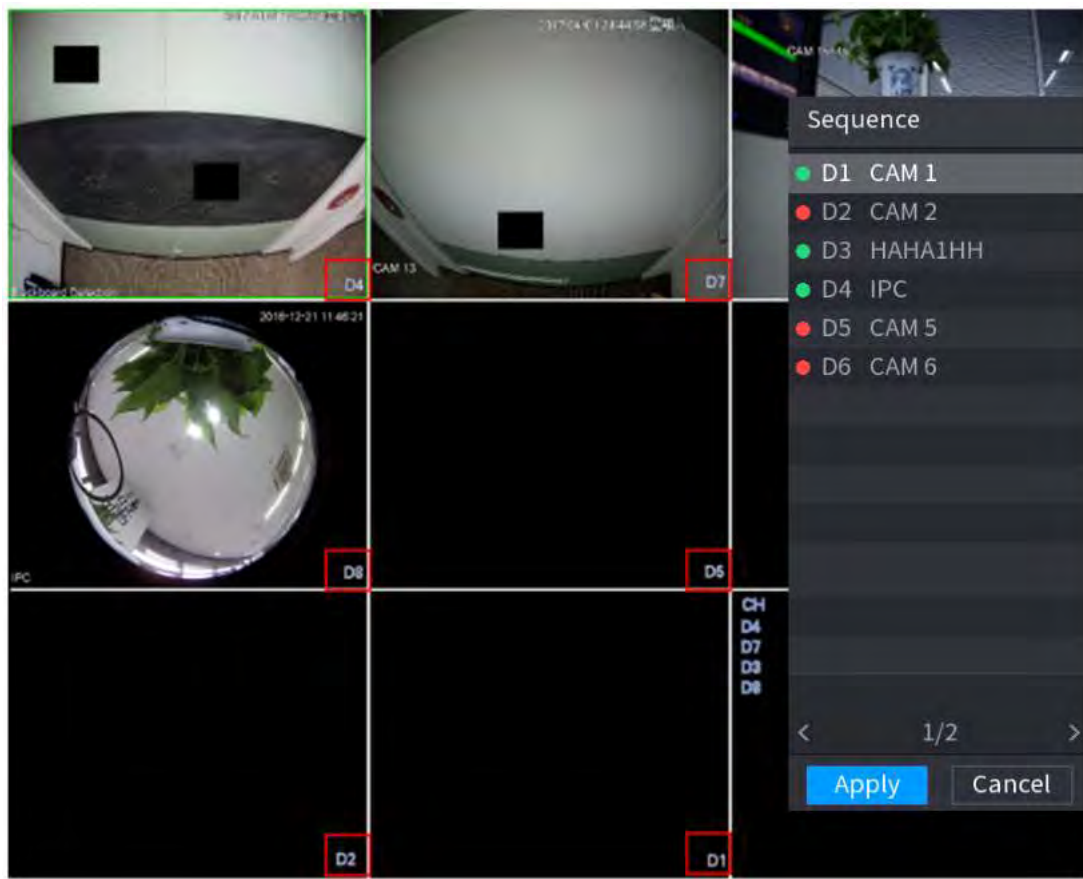 D4
CAM 13
D7
Sequence
D1 CAM 1
D2 CAM 2
D3 HAHA1HH
D4 IPC
D5 CAM 5
D6 CAM 6
2016-12-21 11:46:21
IPC
D8
D5
CH
D4
D7
D3
D8
< 1/2 >
Apply Cancel
D2
D1